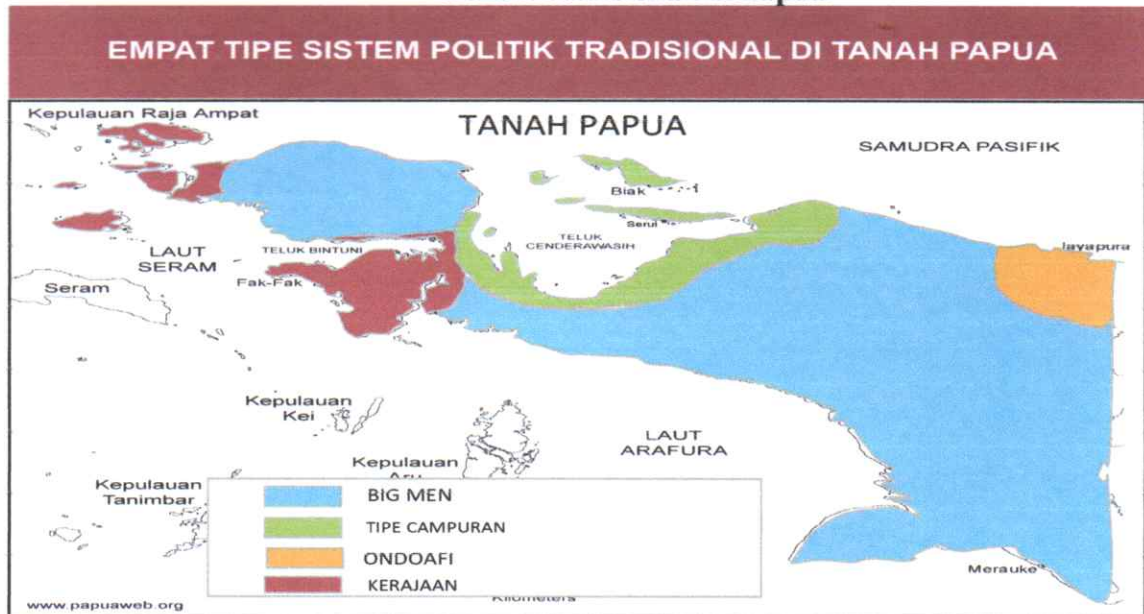 EMPAT TIPE SISTEM POLITIK TRADISIONAL DI TANAH PAPUA
Kepulauan Raja Ampat
TANAH PAPUA
SAMUDRA PASIFIK
Biak
Serui
TELUK
CENDERAWASIH
LAUT
SERAM
TELUK BINTUNI
Jayapura
Seram
Fak-Fak
Kepulauan
Kei
LAUT
ARAFURA
Kepulauan
Kepulauan
Tanimbar
BIG MEN
TIPE CAMPURAN
ONDOAFI
KERAJAAN
Merauke
www.papuaweb.org